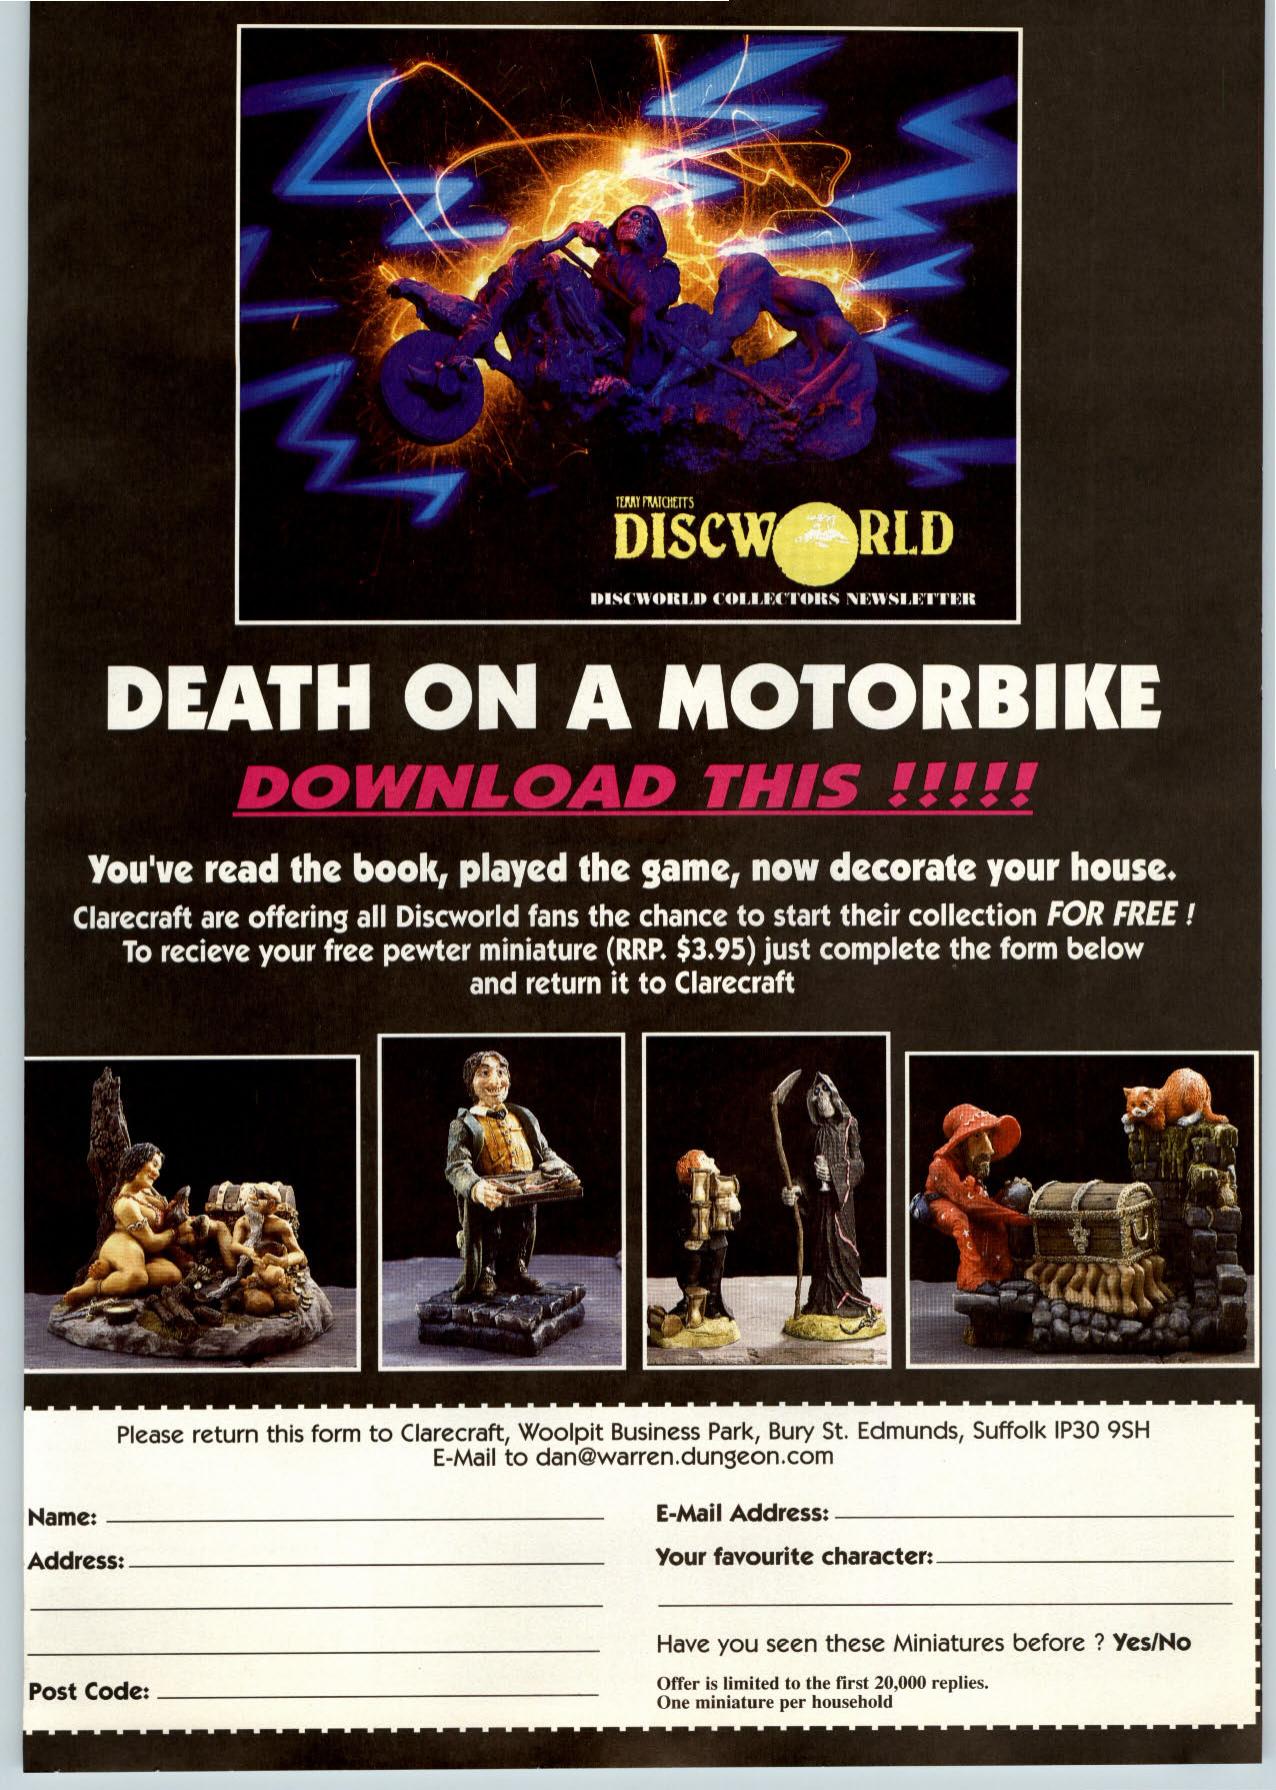 TERRY PRATCHETT'S
DISCWORLD
DISCWORLD COLLECTORS NEWSLETTER
DEATH ON A MOTORBIKE
DOWNLOAD THIS !!!!!
You've read the book, played the game, now decorate your house.
Clarecraft are offering all Discworld fans the chance to start their collection FOR FREE !
To recieve your free pewter miniature (RRP. $3.95) just complete the form below
and return it to Clarecraft
Please return this form to Clarecraft, Woolpit Business Park, Bury St. Edmunds, Suffolk IP30 9SH
E-Mail to dan@warren.dungeon.com
Name:
Address:
Post Code:
E-Mail Address:
Your favourite character:
Have you seen these Miniatures before ? Yes/No
Offer is limited to the first 20,000 replies.
One miniature per household